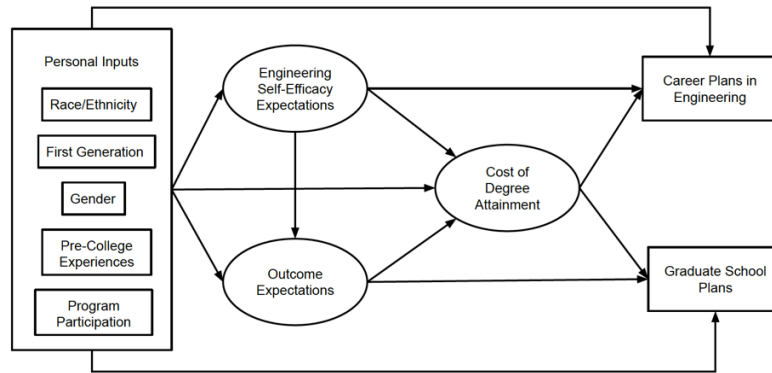 Personal Inputs
Race/Ethnicity
First Generation
Gender
Pre-College
Experiences
Program
Participation
Engineering
Self-Efficacy
Expectations
Outcome
Expectations
Cost of
Degree
Attainment
Career Plans in
Engineering
Graduate School
Plans